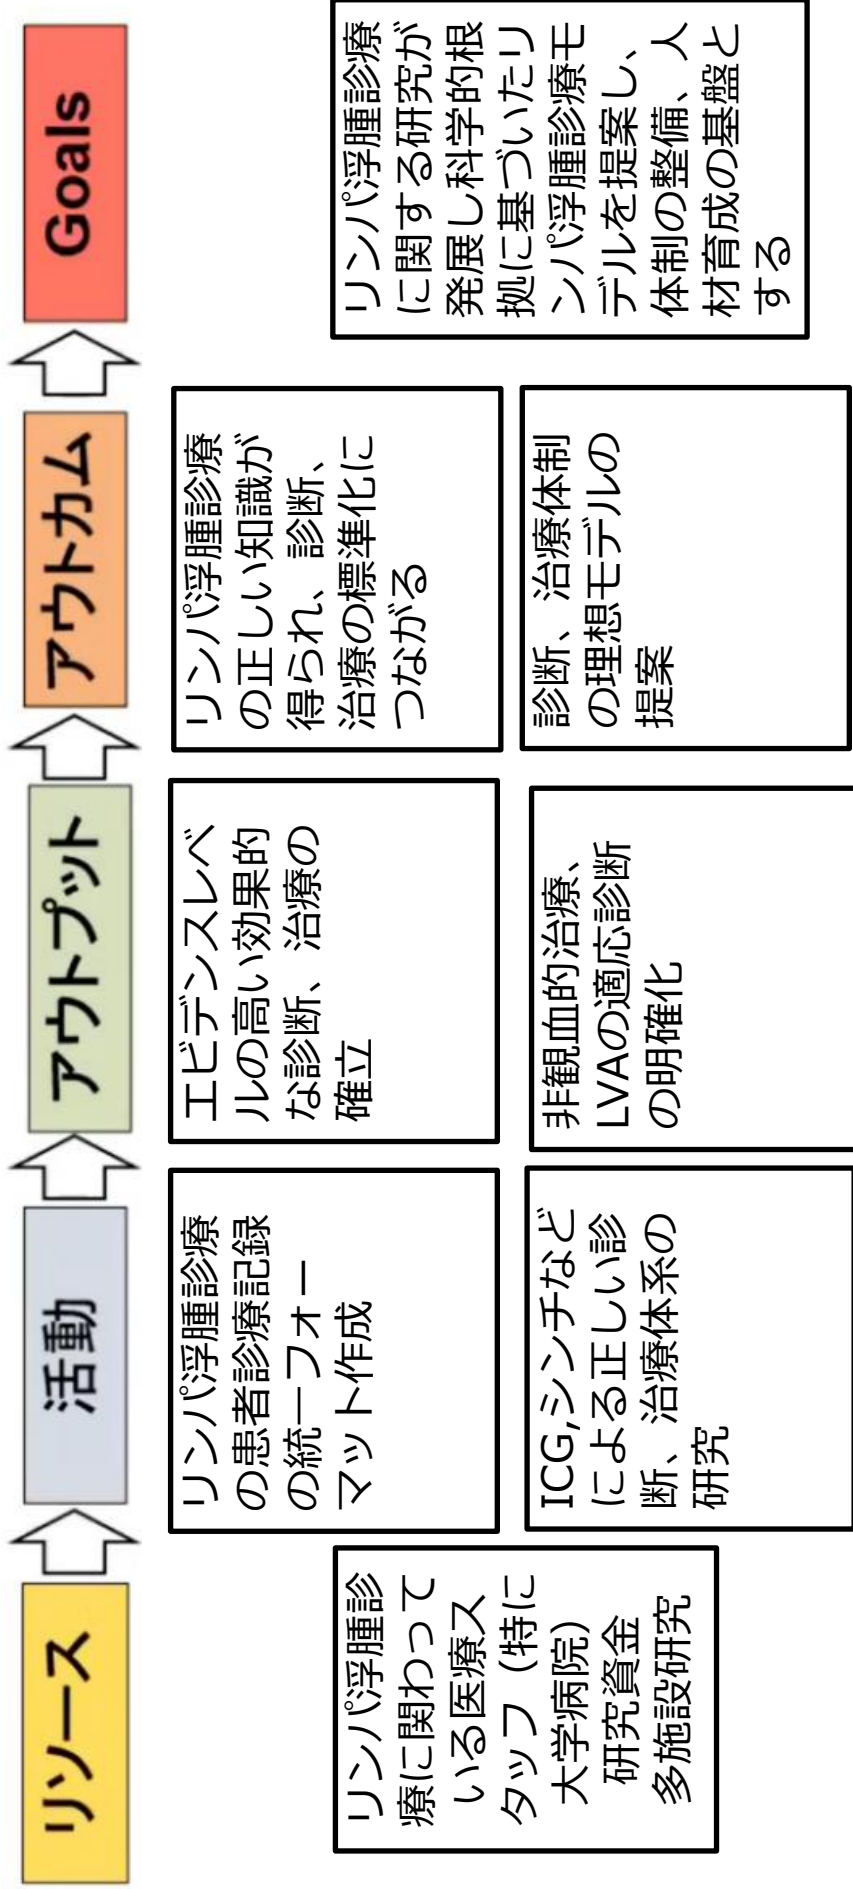 リソース
活動
アウトプット
アウトカム
Goals
リンパ浮腫診
療に関わって
いる医療ス
タッフ（特に
大学病院）
研究資金
多施設研究
リンパ浮腫診療
の患者診療記録
の統一フォー
マット作成
ICG,シンチなど
による正しい診
断、治療体系の
研究
エビデンスレベ
ルの高い効果的
な診断、治療の
確立
非観血的治療、
LVAの適応診断
の明確化
リンパ浮腫診療
の正しい知識が
得られ、診断、
治療の標準化に
つながる
診断、治療体制
の理想モデルの
提案
リンパ浮腫診療
に関する研究が
発展し科学的根
拠に基づいたリ
ンパ浮腫診療モ
デルを提案し、
体制の整備、人
材育成の基盤と
する